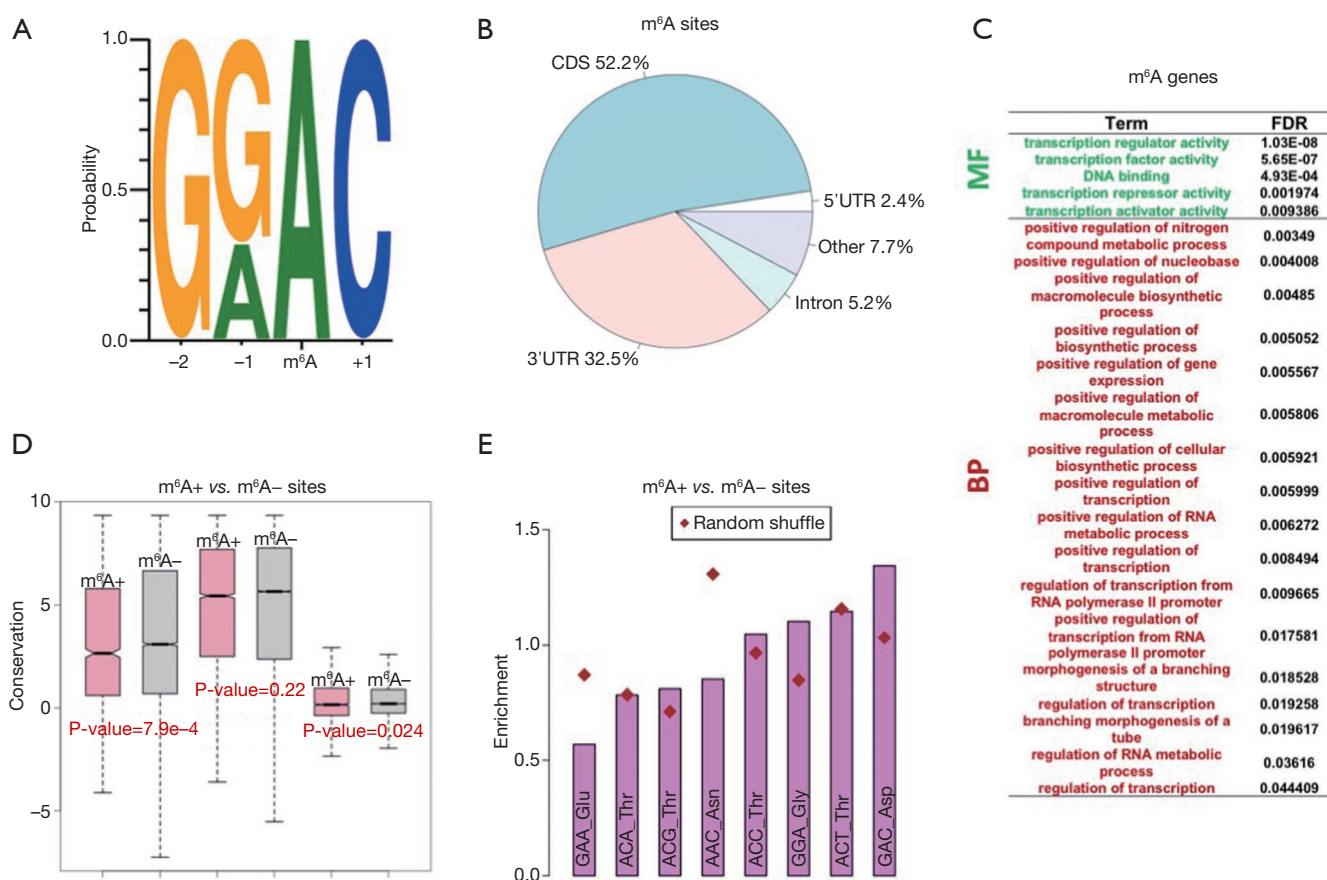 A
1.0
0.5
0.0
Probability
GGAAC
–2
–1
m⁶A
+1
B
m⁶A sites
CDS 52.2%
5'UTR 2.4%
Other 7.7%
Intron 5.2%
3'UTR 32.5%
C
m⁶A genes
Term FDR
MF
transcription regulator activity 1.03E-08
transcription factor activity 5.65E-07
DNA binding 4.93E-04
transcription repressor activity 0.001974
transcription activator activity 0.009386
BP
positive regulation of nitrogen
compound metabolic process 0.00349
positive regulation of nucleobase 0.004008
positive regulation of
macromolecule biosynthetic 0.00485
process
positive regulation of
biosynthetic process 0.005052
positive regulation of gene
expression 0.005567
positive regulation of
macromolecule metabolic 0.005806
process
positive regulation of cellular
biosynthetic process 0.005921
positive regulation of
transcription 0.005999
positive regulation of RNA
metabolic process 0.006272
positive regulation of
transcription 0.008494
regulation of transcription from
RNA polymerase II promoter 0.009665
positive regulation of
transcription from RNA 0.017581
polymerase II promoter
morphogenesis of a branching
structure 0.018528
regulation of transcription 0.019258
branching morphogenesis of a
tube 0.019617
regulation of RNA metabolic
process 0.03616
regulation of transcription 0.044409
D
m⁶A+ vs. m⁶A– sites
10
5
0
–5
Conservation
m⁶A+
m⁶A–
m⁶A+
m⁶A–
m⁶A+
m⁶A–
P-value=7.9e–4
P-value=0.22
P-value=0.024
E
m⁶A+ vs. m⁶A– sites
Random shuffle
1.5
1.0
0.5
0.0
Enrichment
GAA_Glu
ACA_Thr
ACG_Thr
AAC_Asn
ACC_Thr
GGA_Gly
ACT_Thr
GAC_Asp